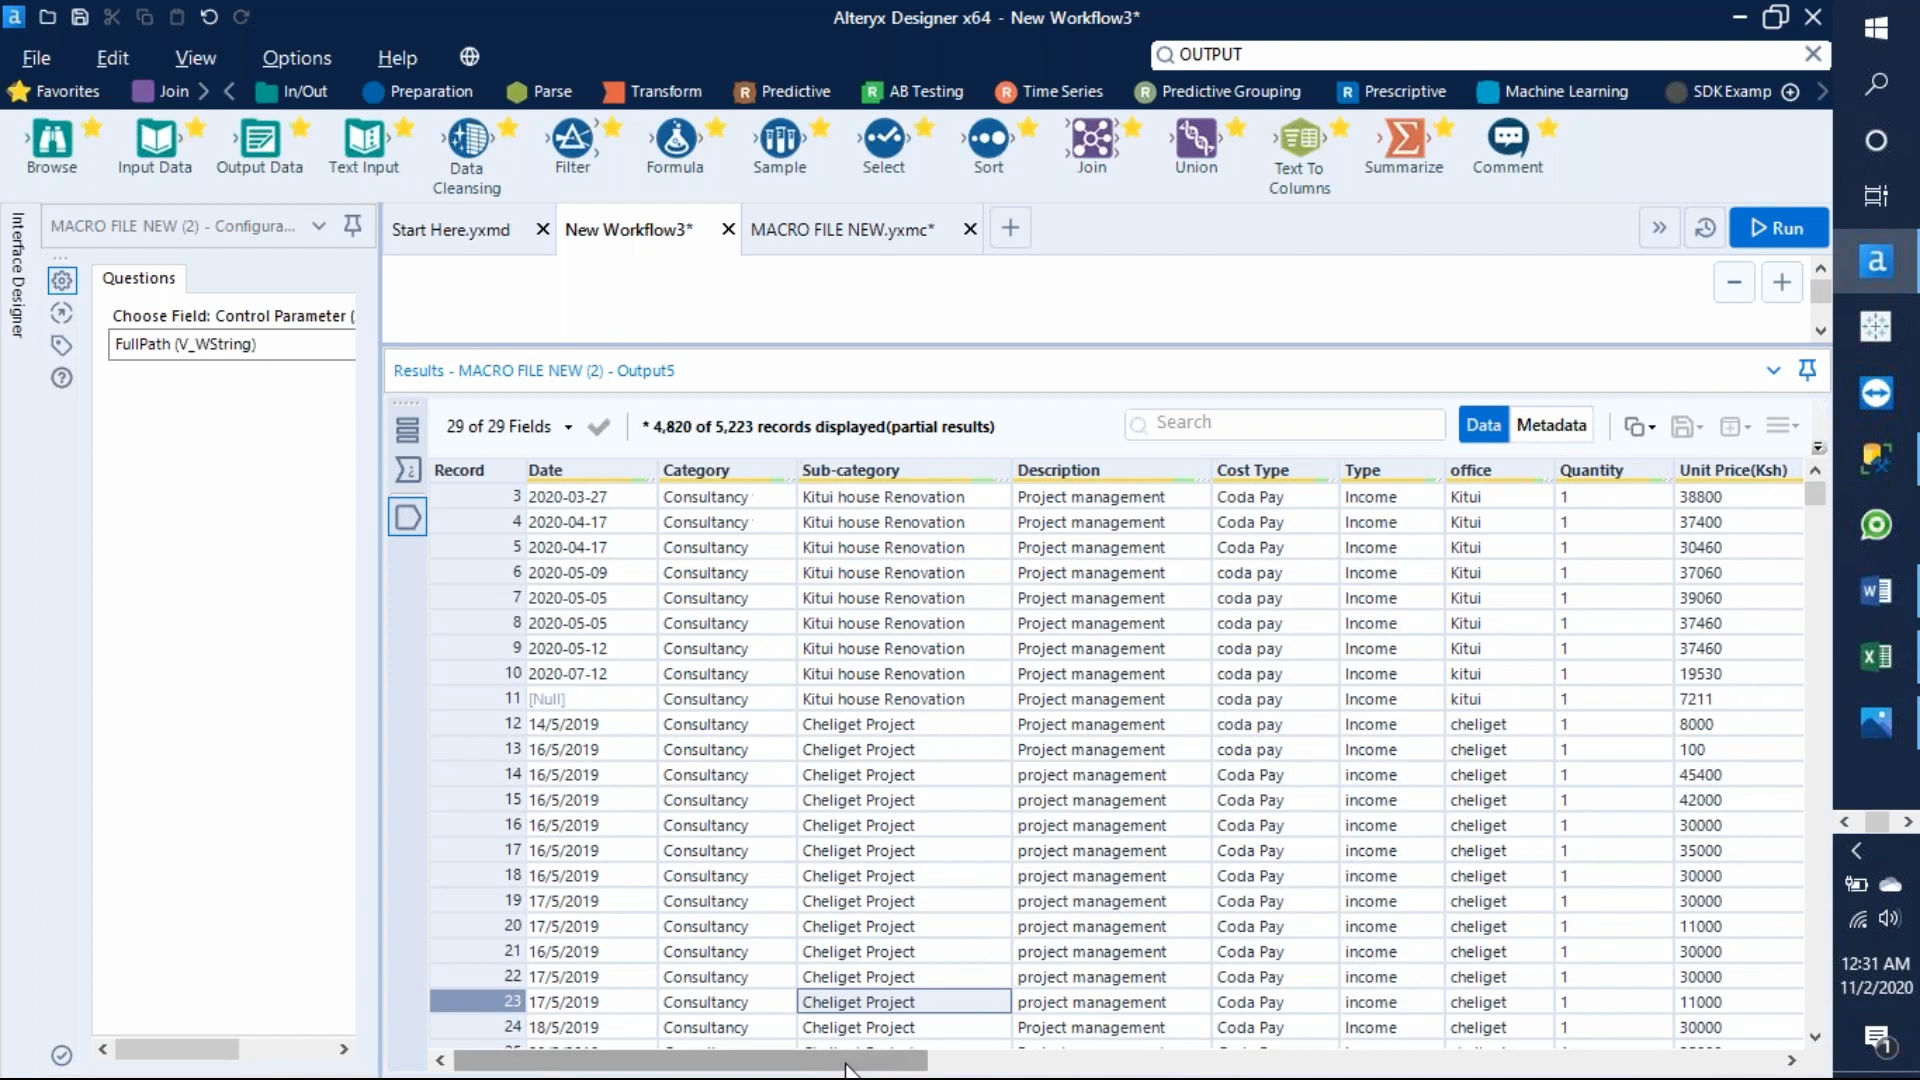 Alteryx Designer x64 - New Workflow3*
File Edit View Options Help
OUTPUT
Favorites Join In/Out Preparation Parse Transform Predictive AB Testing Time Series Predictive Grouping Prescriptive Machine Learning SDK Examp
Browse Input Data Output Data Text Input Data Cleansing Filter Formula Sample Select Sort Join Union Text To Columns Summarize Comment
Interface Designer
MACRO FILE NEW (2) - Configura...
Start Here.yxmd New Workflow3* MACRO FILE NEW.yxmc* Run
Questions
Choose Field: Control Parameter (
FullPath (V_WString)
Results - MACRO FILE NEW (2) - Output5
29 of 29 Fields * 4,820 of 5,223 records displayed(partial results) Search Data Metadata
Record Date Category Sub-category Description Cost Type Type office Quantity Unit Price(Ksh)
3 2020-03-27 Consultancy Kitui house Renovation Project management Coda Pay Income Kitui 1 38800
4 2020-04-17 Consultancy Kitui house Renovation Project management Coda Pay Income Kitui 1 37400
5 2020-04-17 Consultancy Kitui house Renovation Project management Coda Pay Income Kitui 1 30460
6 2020-05-09 Consultancy Kitui house Renovation Project management coda pay Income Kitui 1 37060
7 2020-05-05 Consultancy Kitui house Renovation Project management coda pay Income Kitui 1 39060
8 2020-05-05 Consultancy Kitui house Renovation Project management coda pay Income Kitui 1 37460
9 2020-05-12 Consultancy Kitui house Renovation Project management coda pay Income Kitui 1 37460
10 2020-07-12 Consultancy Kitui house Renovation Project management coda pay Income kitui 1 19530
11 [Null] Consultancy Kitui house Renovation Project management coda pay Income kitui 1 7211
12 14/5/2019 Consultancy Cheliget Project Project management coda pay Income cheliget 1 8000
13 16/5/2019 Consultancy Cheliget Project Project management coda pay Income cheliget 1 100
14 16/5/2019 Consultancy Cheliget Project project management Coda Pay income cheliget 1 45400
15 16/5/2019 Consultancy Cheliget Project project management Coda Pay income cheliget 1 42000
16 16/5/2019 Consultancy Cheliget Project project management Coda Pay income cheliget 1 30000
17 16/5/2019 Consultancy Cheliget Project project management Coda Pay income cheliget 1 35000
18 16/5/2019 Consultancy Cheliget Project project management Coda Pay income cheliget 1 30000
19 17/5/2019 Consultancy Cheliget Project project management Coda Pay income cheliget 1 30000
20 17/5/2019 Consultancy Cheliget Project project management Coda Pay income cheliget 1 11000
21 16/5/2019 Consultancy Cheliget Project project management Coda Pay income cheliget 1 30000
22 17/5/2019 Consultancy Cheliget Project project management Coda Pay income cheliget 1 30000
23 17/5/2019 Consultancy Cheliget Project project management Coda Pay income cheliget 1 11000
24 18/5/2019 Consultancy Cheliget Project Project management Coda Pay Income cheliget 1 30000
12:31 AM
11/2/2020
1